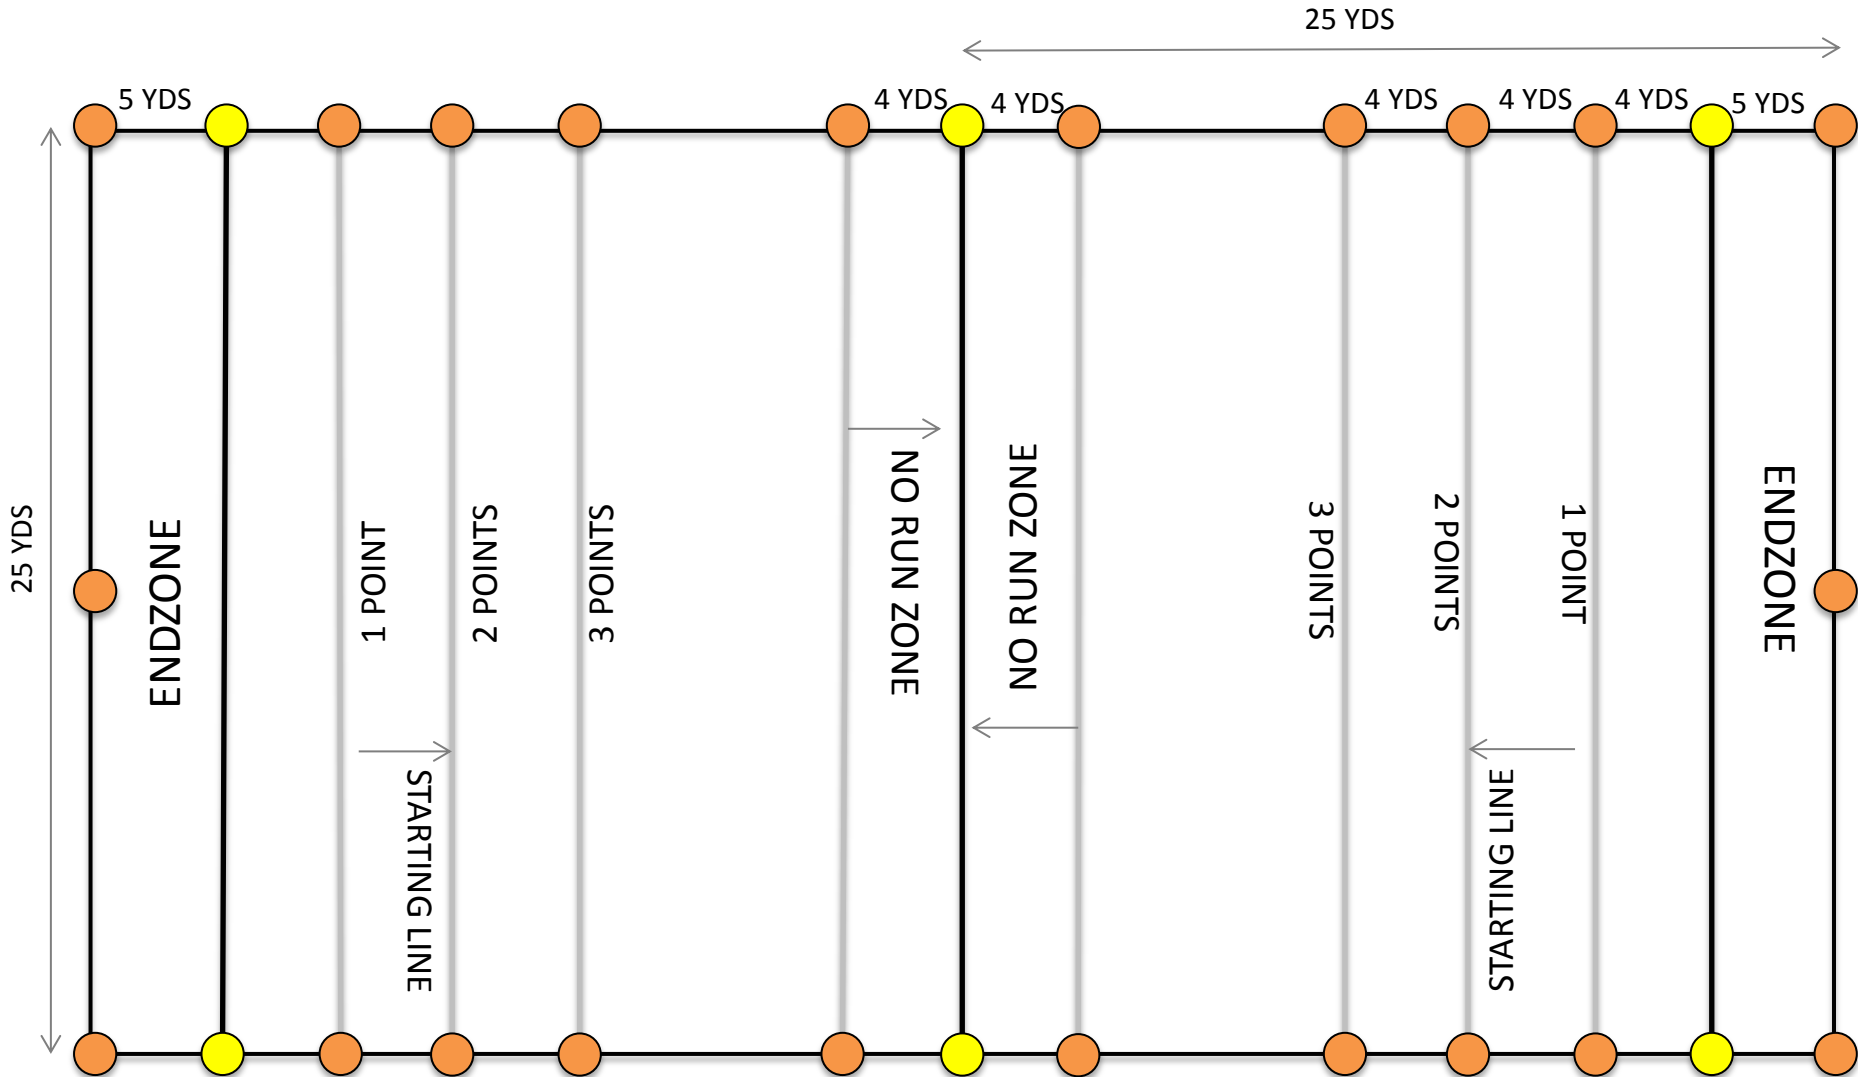 25 YDS
5 YDS
4 YDS
4 YDS
4 YDS
4 YDS
4 YDS
5 YDS
25 YDS
ENDZONE
1 POINT
2 POINTS
3 POINTS
NO RUN ZONE
NO RUN ZONE
3 POINTS
2 POINTS
1 POINT
ENDZONE
STARTING LINE
STARTING LINE